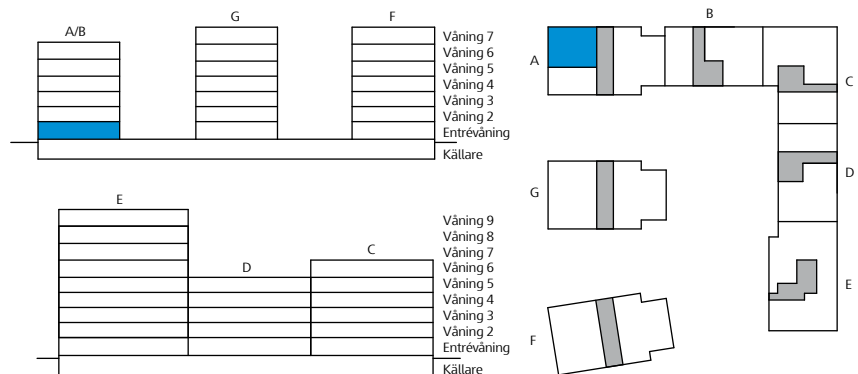 A/B
G
F
Våning 7
Våning 6
Våning 5
Våning 4
Våning 3
Våning 2
Entrévåning
Källare
E
D
C
Våning 9
Våning 8
Våning 7
Våning 6
Våning 5
Våning 4
Våning 3
Våning 2
Entrévåning
Källare
B
A
C
G
D
E
F